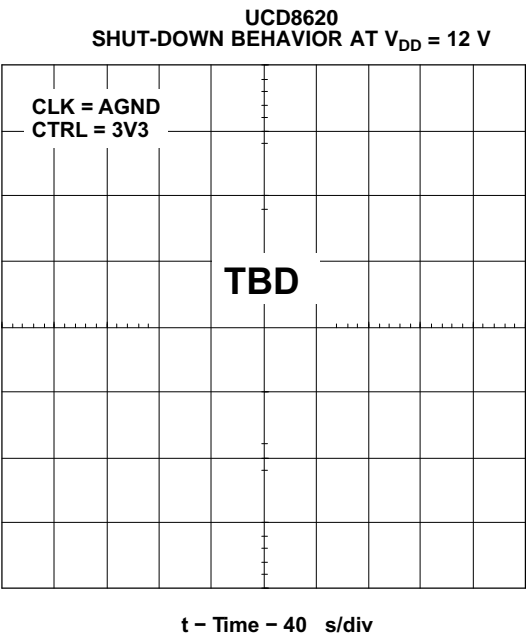 UCD8620
SHUT-DOWN BEHAVIOR AT VDD = 12 V
CLK = AGND
CTRL = 3V3
TBD
t − Time − 40 s/div